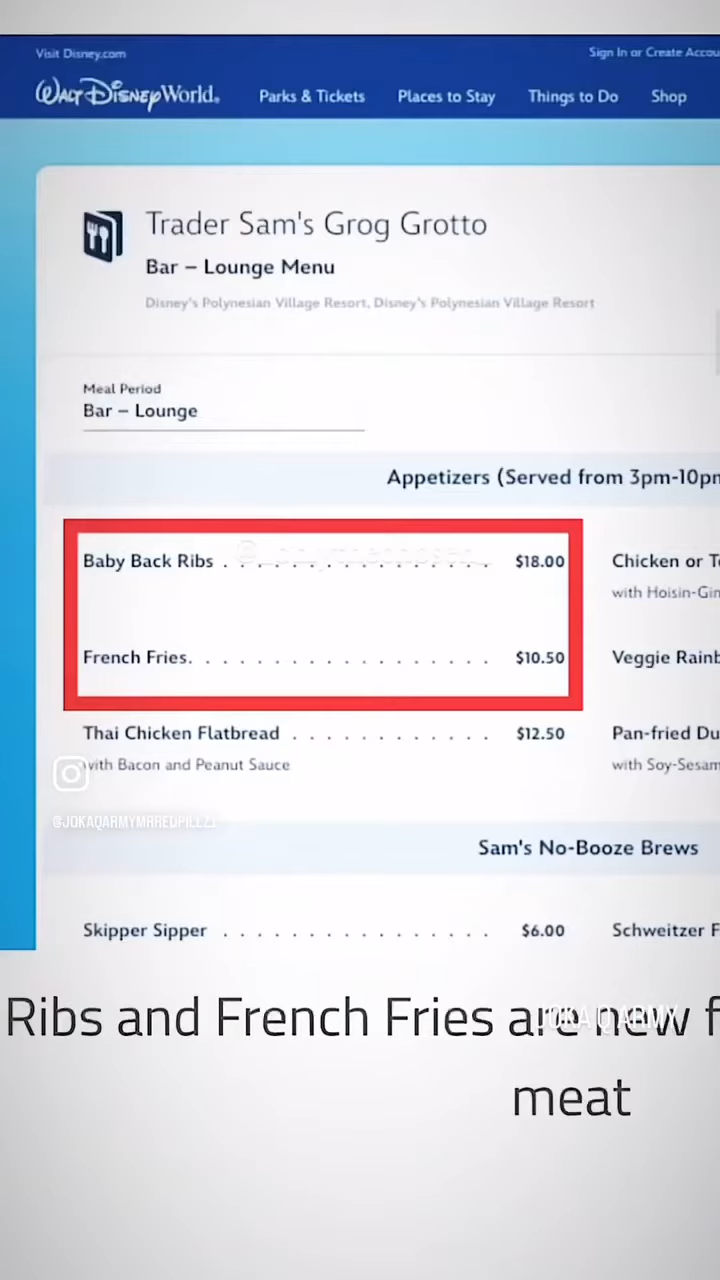 Visit Disney.com
Sign In or Create Accou
Walt Disney World. Parks & Tickets Places to Stay Things to Do Shop
Trader Sam's Grog Grotto
Bar – Lounge Menu
Disney's Polynesian Village Resort, Disney's Polynesian Village Resort
Meal Period
Bar – Lounge
Appetizers (Served from 3pm-10pm
Baby Back Ribs . . . . . . . . . . . . . . . . $18.00
Chicken or T
with Hoisin-Gin
French Fries. . . . . . . . . . . . . . . . . . $10.50
Veggie Rainb
Thai Chicken Flatbread . . . . . . . . . . . . $12.50
with Bacon and Peanut Sauce
Pan-fried Du
with Soy-Sesam
@JOKAQARMYMRREDPILLZ1
Sam's No-Booze Brews
Skipper Sipper . . . . . . . . . . . . . . . . $6.00
Schweitzer F
Ribs and French Fries are new f
JOKA Q ARMY
meat